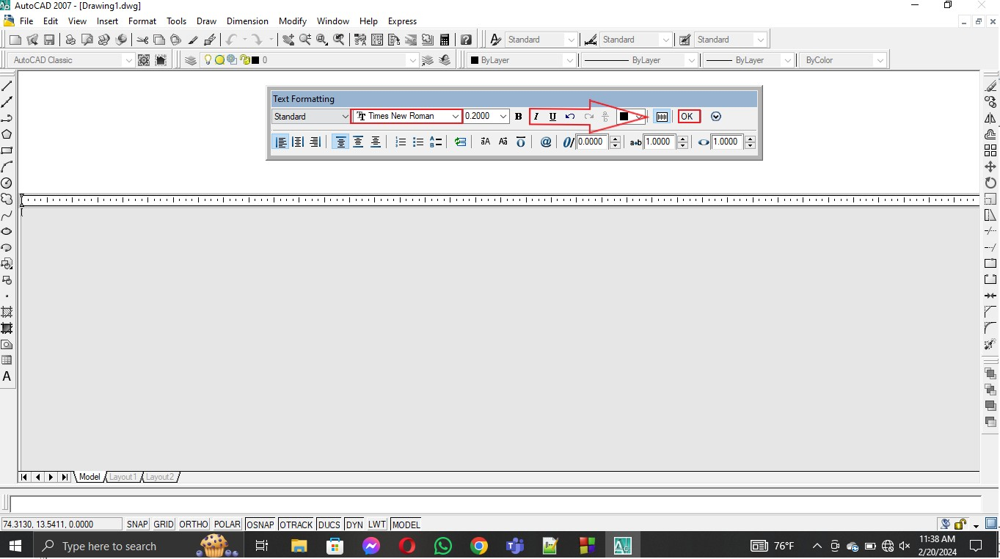 AutoCAD 2007 - [Drawing1.dwg]
File Edit View Insert Format Tools Draw Dimension Modify Window Help Express
Standard Standard Standard
AutoCAD Classic 0 ByLayer ByLayer ByLayer ByColor
Text Formatting
Standard Times New Roman 0.2000 B I U OK
@ 0/ 0.0000 a+b 1.0000 1.0000
A
Model Layout1 Layout2
74.3130, 13.5411, 0.0000 SNAP GRID ORTHO POLAR OSNAP OTRACK DUCS DYN LWT MODEL
Type here to search 76°F 11:38 AM
2/20/2024